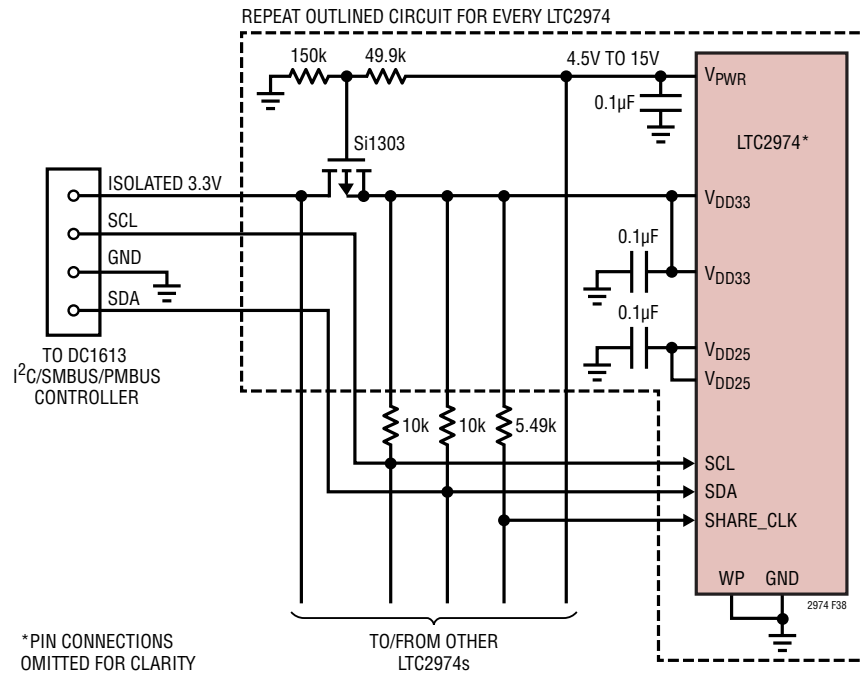 REPEAT OUTLINED CIRCUIT FOR EVERY LTC2974
150k
49.9k
4.5V TO 15V
VPWR
0.1µF
LTC2974*
Si1303
ISOLATED 3.3V
VDD33
SCL
0.1µF
GND
VDD33
SDA
0.1µF
TO DC1613
I2C/SMBUS/PMBUS
CONTROLLER
VDD25
VDD25
10k
10k
5.49k
SCL
SDA
SHARE_CLK
WP
GND
2974 F38
*PIN CONNECTIONS
OMITTED FOR CLARITY
TO/FROM OTHER
LTC2974s